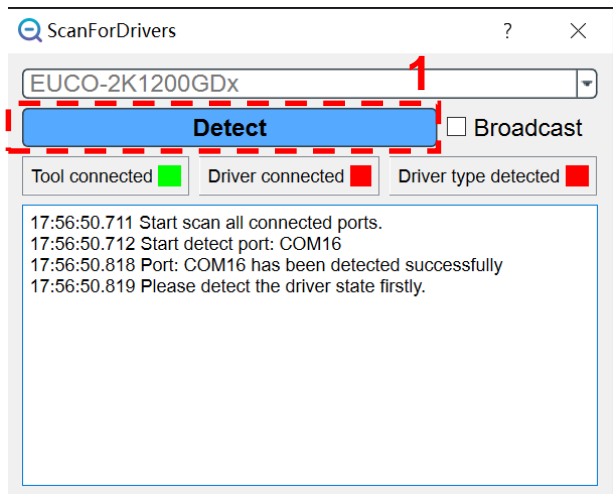 ScanForDrivers ?
1
EUCO-2K1200GDx
Detect Broadcast
Tool connected Driver connected Driver type detected
17:56:50.711 Start scan all connected ports.
17:56:50.712 Start detect port: COM16
17:56:50.818 Port: COM16 has been detected successfully
17:56:50.819 Please detect the driver state firstly.